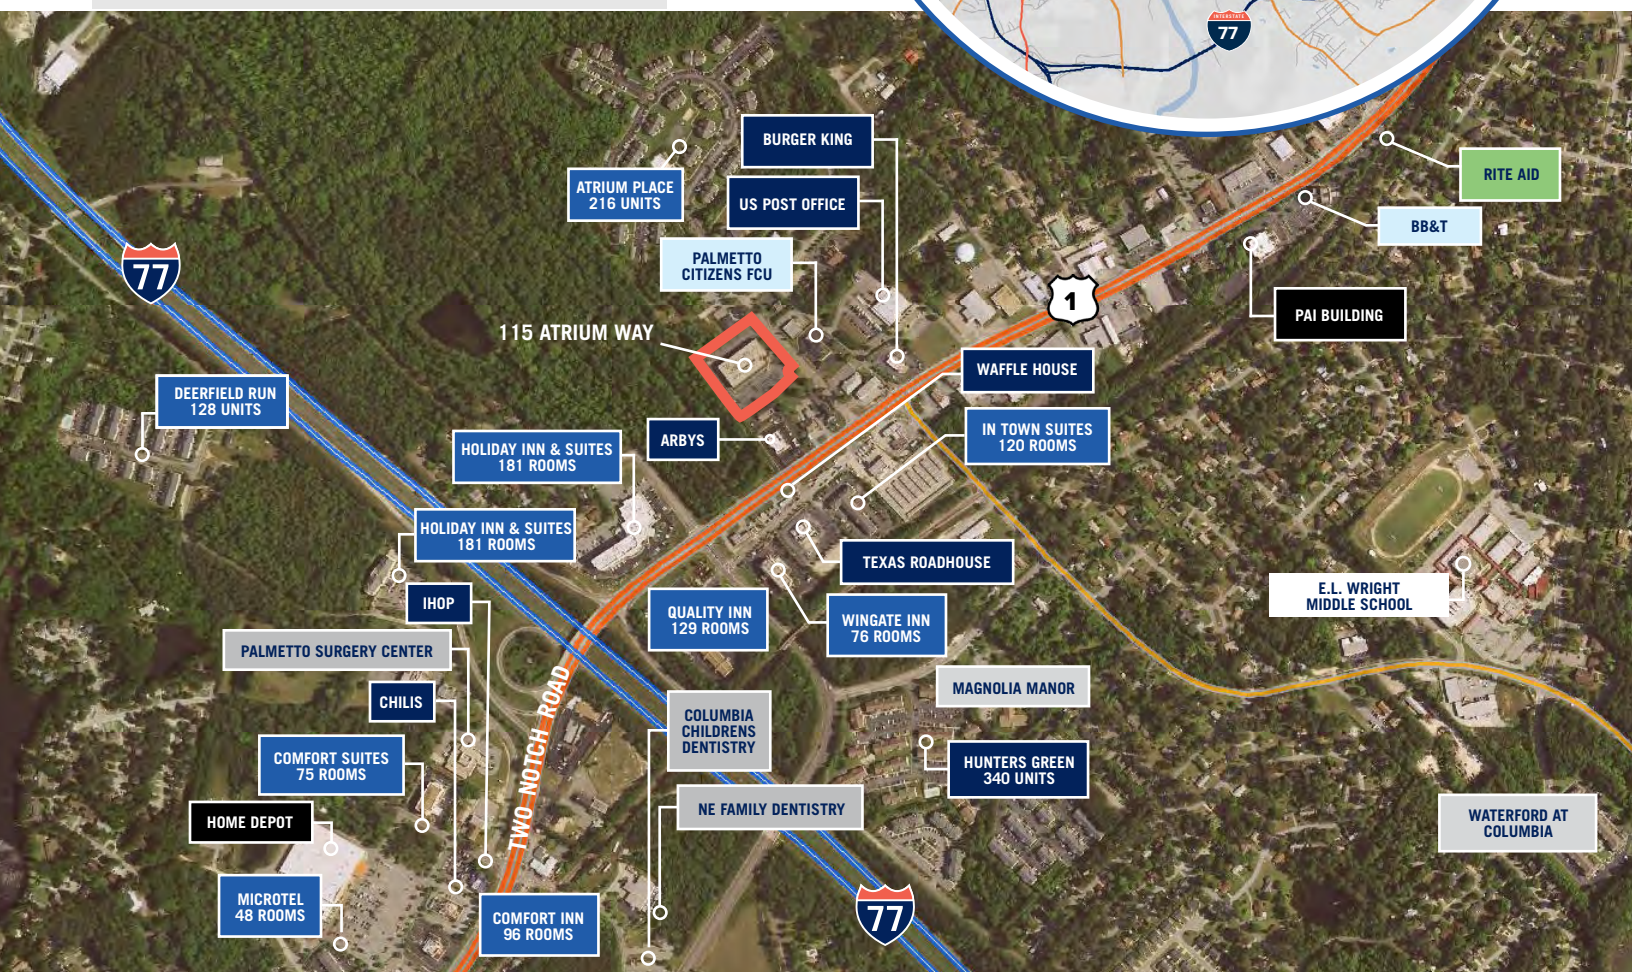 INTERSTATE
77
BURGER KING
RITE AID
ATRIUM PLACE
216 UNITS
US POST OFFICE
BB&T
PALMETTO
CITIZENS FCU
77
1
PAI BUILDING
115 ATRIUM WAY
WAFFLE HOUSE
DEERFIELD RUN
128 UNITS
ARBYS
IN TOWN SUITES
120 ROOMS
HOLIDAY INN & SUITES
181 ROOMS
HOLIDAY INN & SUITES
181 ROOMS
TEXAS ROADHOUSE
E.L. WRIGHT
MIDDLE SCHOOL
IHOP
QUALITY INN
129 ROOMS
WINGATE INN
76 ROOMS
PALMETTO SURGERY CENTER
MAGNOLIA MANOR
CHILIS
TWO NOTCH ROAD
COLUMBIA
CHILDRENS
DENTISTRY
COMFORT SUITES
75 ROOMS
HUNTERS GREEN
340 UNITS
NE FAMILY DENTISTRY
HOME DEPOT
WATERFORD AT
COLUMBIA
MICROTEL
48 ROOMS
COMFORT INN
96 ROOMS
77